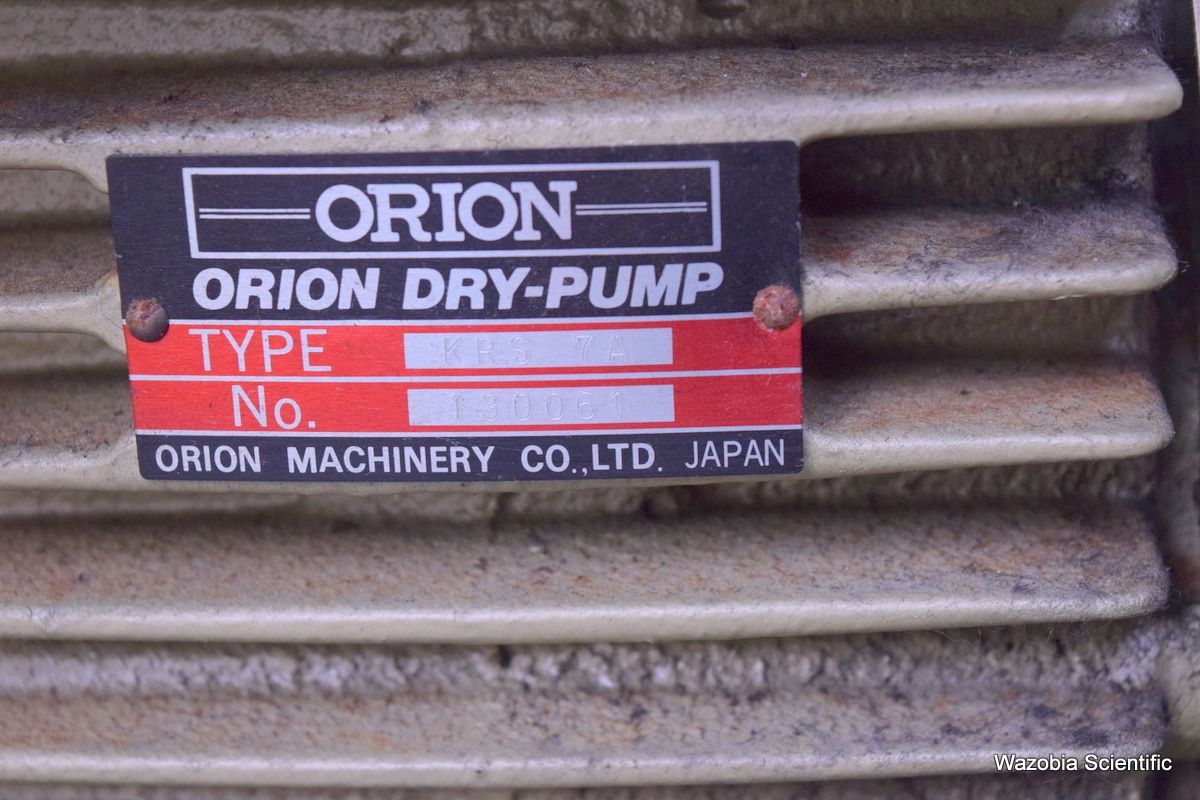 ORION
ORION DRY-PUMP
TYPE KRS 7A
No. 130061
ORION MACHINERY CO.,LTD. JAPAN
Wazobia Scientific